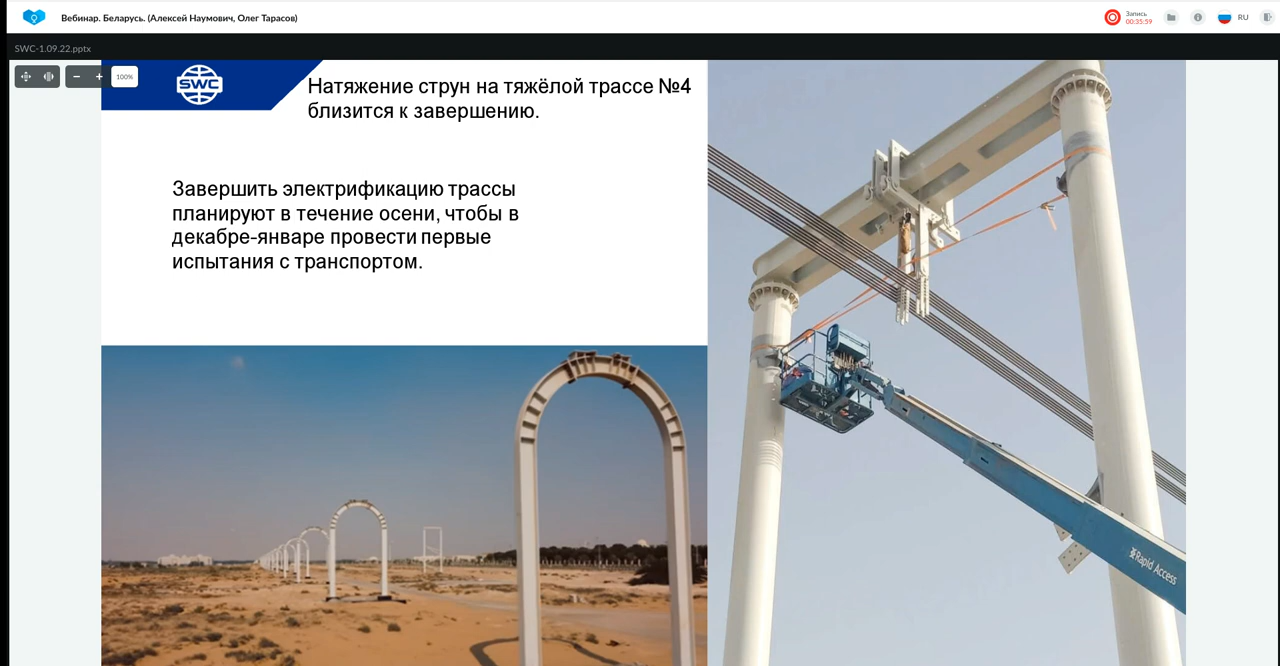 Вебинар. Беларусь. (Алексей Наумович, Олег Тарасов)
Запись
00:35:59
RU
SWC-1.09.22.pptx
100%
SWC
Натяжение струн на тяжёлой трассе №4
близится к завершению.
Завершить электрификацию трассы
планируют в течение осени, чтобы в
декабре-январе провести первые
испытания с транспортом.
Rapid Access